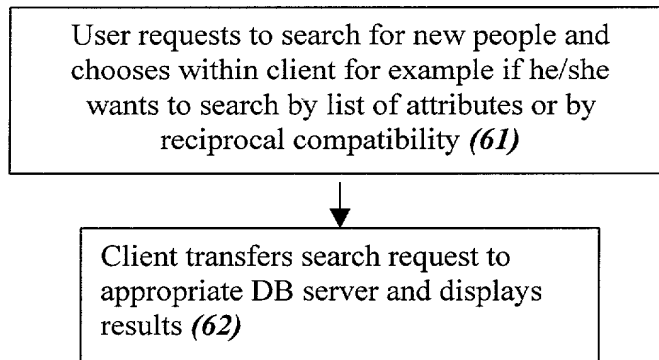 User requests to search for new people and
chooses within client for example if he/she
wants to search by list of attributes or by
reciprocal compatibility (61)
Client transfers search request to
appropriate DB server and displays
results (62)